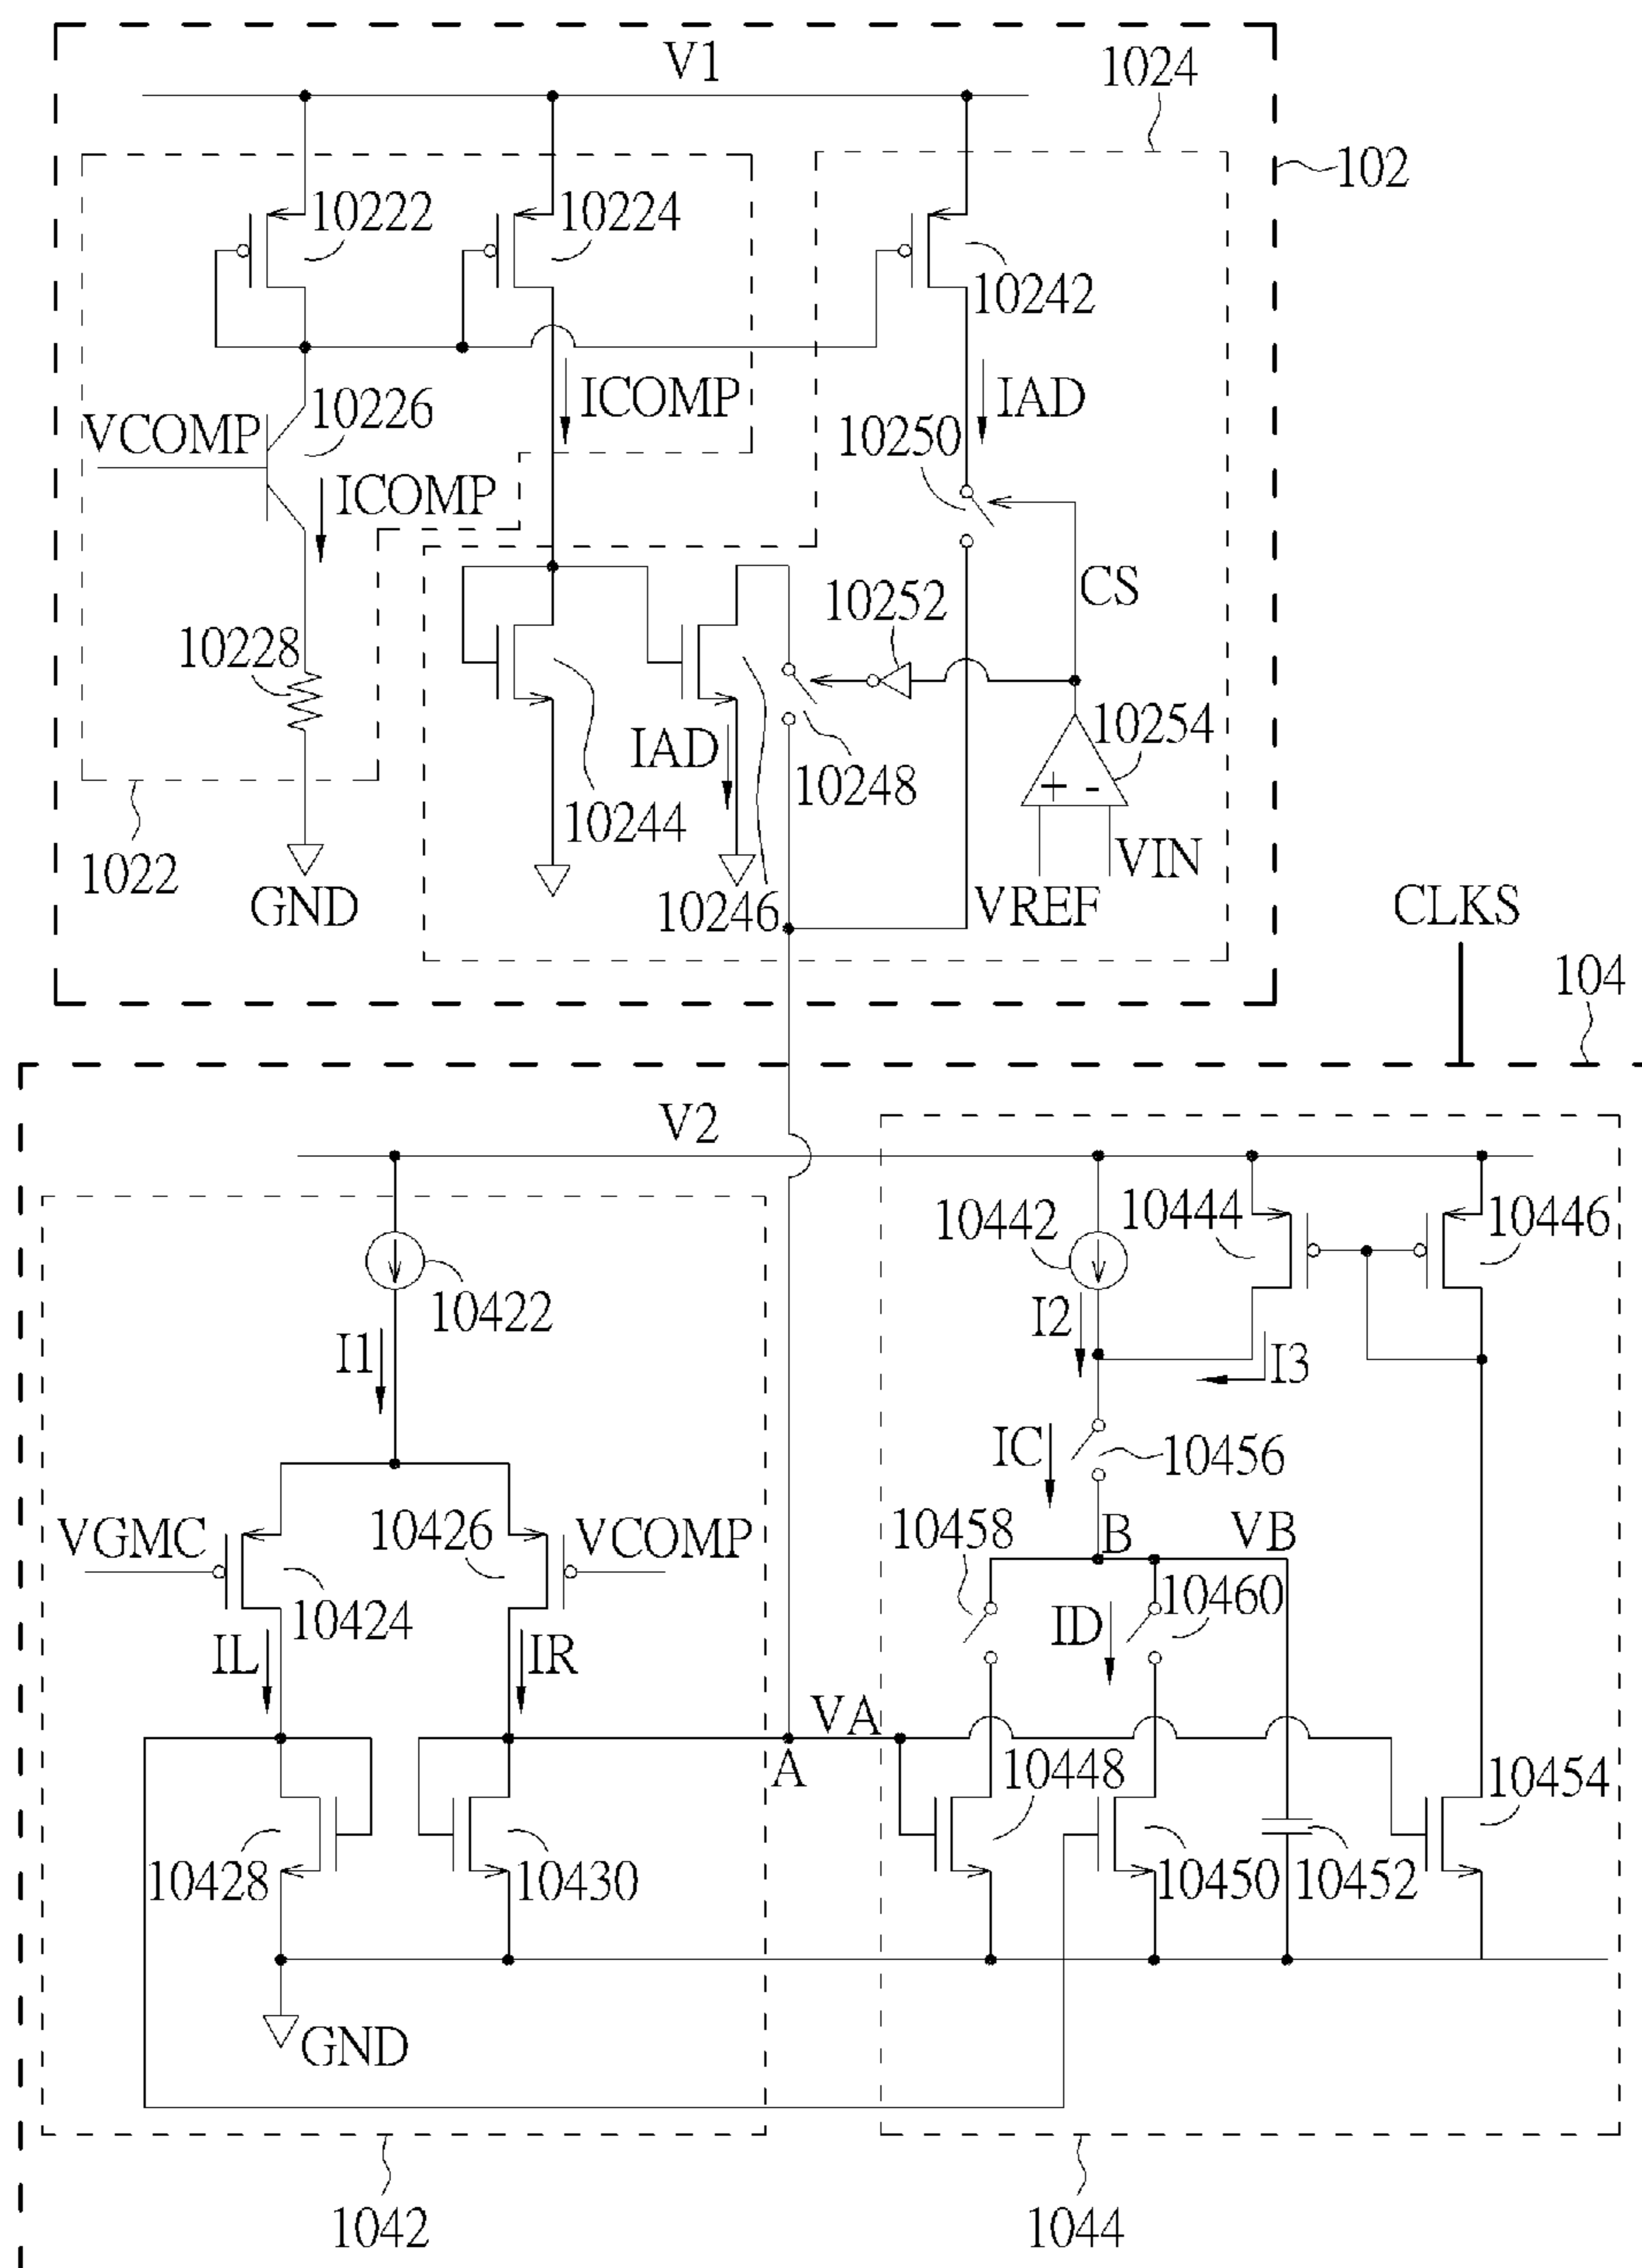 V1
1024
102
10222
10224
10242
ICOMP
IAD
VCOMP
10226
10250
ICOMP
CS
10252
10228
10254
IAD
+ -
10248
10244
1022
VIN
GND
10246
VREF
CLKS
104
V2
10442
10444
10446
10422
I2
I1
I3
IC
10456
VGMC
10426
VCOMP
10458
B
VB
10460
10424
ID
IL
IR
VA
A
10448
10454
10428
10430
10450
10452
GND
1042
1044